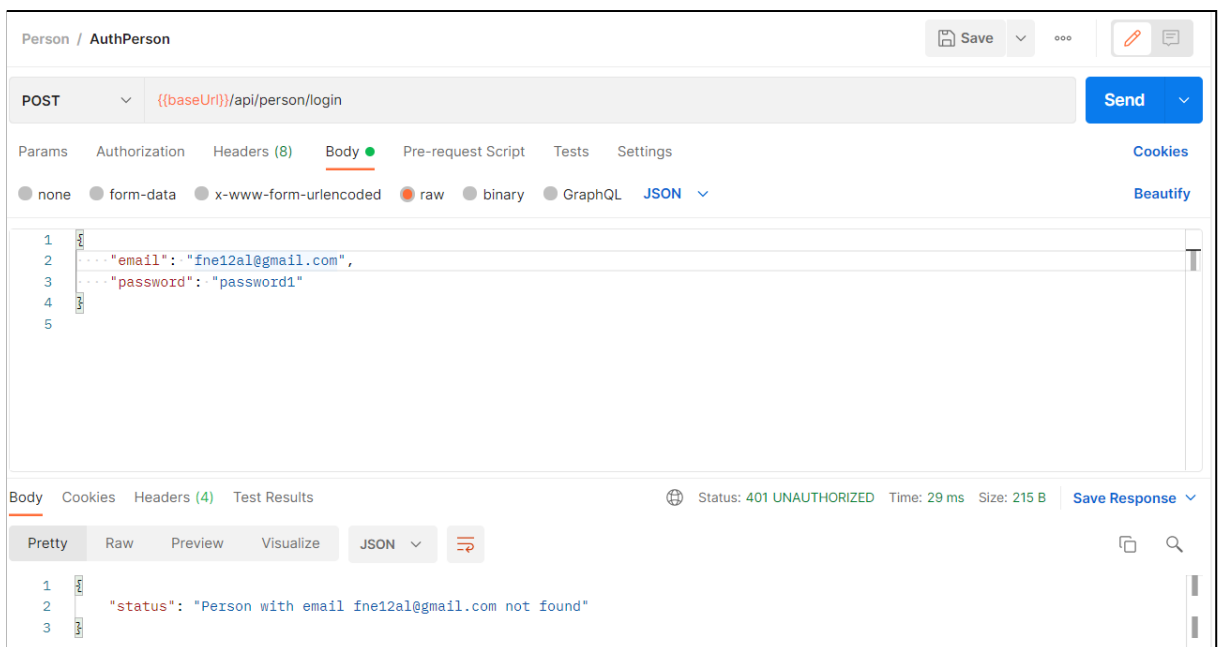 Person / AuthPerson
Save
POST {{baseUrl}}/api/person/login
Send
Params Authorization Headers (8) Body Pre-request Script Tests Settings Cookies
none form-data x-www-form-urlencoded raw binary GraphQL JSON Beautify
1 {
2 "email": "fne12al@gmail.com",
3 "password": "password1"
4 }
5
Body Cookies Headers (4) Test Results Status: 401 UNAUTHORIZED Time: 29 ms Size: 215 B Save Response
Pretty Raw Preview Visualize JSON
1 {
2 "status": "Person with email fne12al@gmail.com not found"
3 }